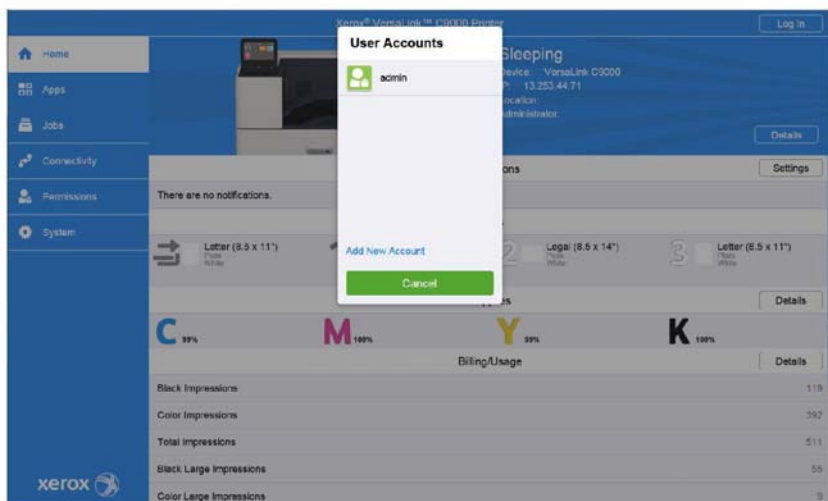 Xerox® VersaLink™ C9000 Printer
Log In
Home
Apps
Jobs
Connectivity
Permissions
System
xerox
User Accounts
admin
Add New Account
Cancel
Sleeping
Device: VersaLink C9000
IP: 13.253.44.71
Location:
Administrator:
Details
ons
Settings
There are no notifications.
Letter (8.5 x 11")
Plain
White
2
Legal (8.5 x 14")
Plain
White
3
Letter (8.5 x 11")
Plain
White
ies
Details
C 99%
M 100%
Y 99%
K 100%
Billing/Usage
Details
Black Impressions 119
Color Impressions 392
Total Impressions 511
Black Large Impressions 55
Color Large Impressions